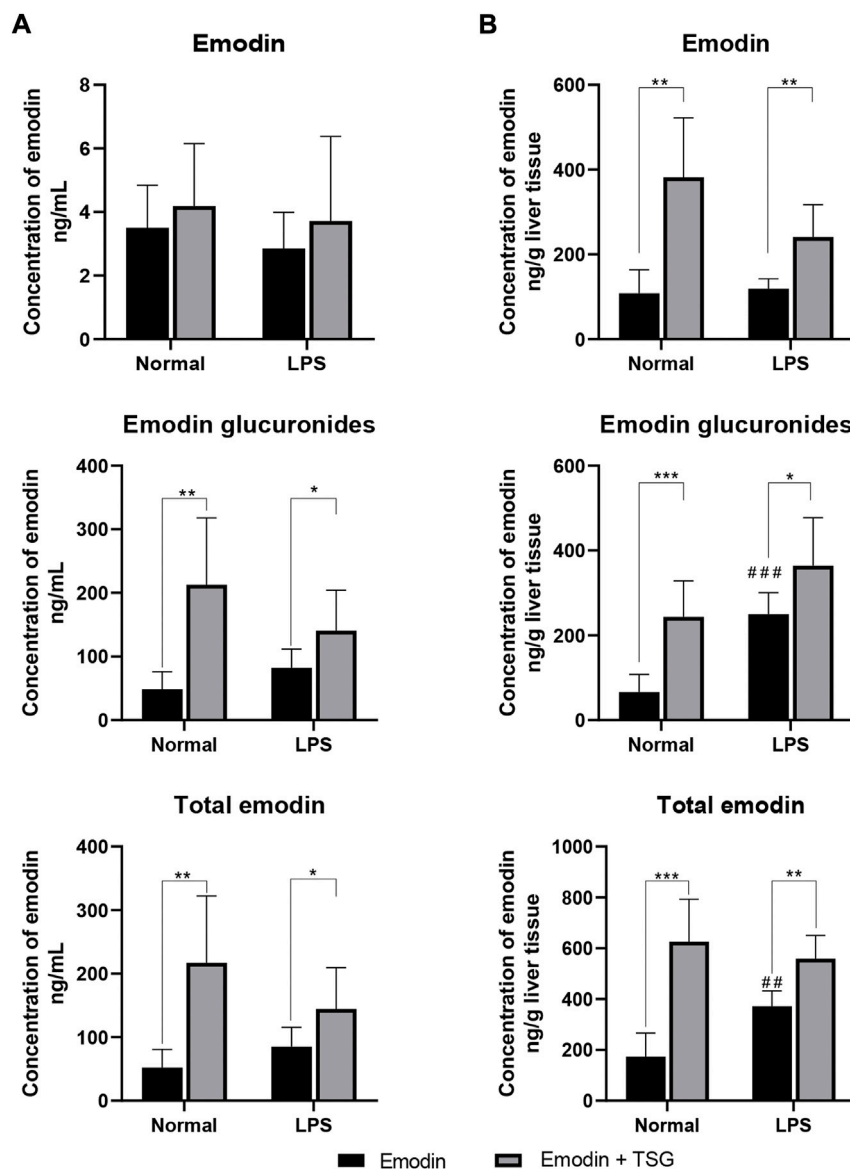 A
Emodin
Concentration of emodin
ng/mL
8
6
4
2
0
Normal LPS
B
Emodin
Concentration of emodin
ng/g liver tissue
600
400
200
0
** **
Normal LPS
Emodin glucuronides
Concentration of emodin
ng/mL
400
300
200
100
0
** *
Normal LPS
Emodin glucuronides
Concentration of emodin
ng/g liver tissue
600
400
200
0
*** *
###
Normal LPS
Total emodin
Concentration of emodin
ng/mL
400
300
200
100
0
** *
Normal LPS
Total emodin
Concentration of emodin
ng/g liver tissue
1000
800
600
400
200
0
*** **
##
Normal LPS
Emodin Emodin + TSG